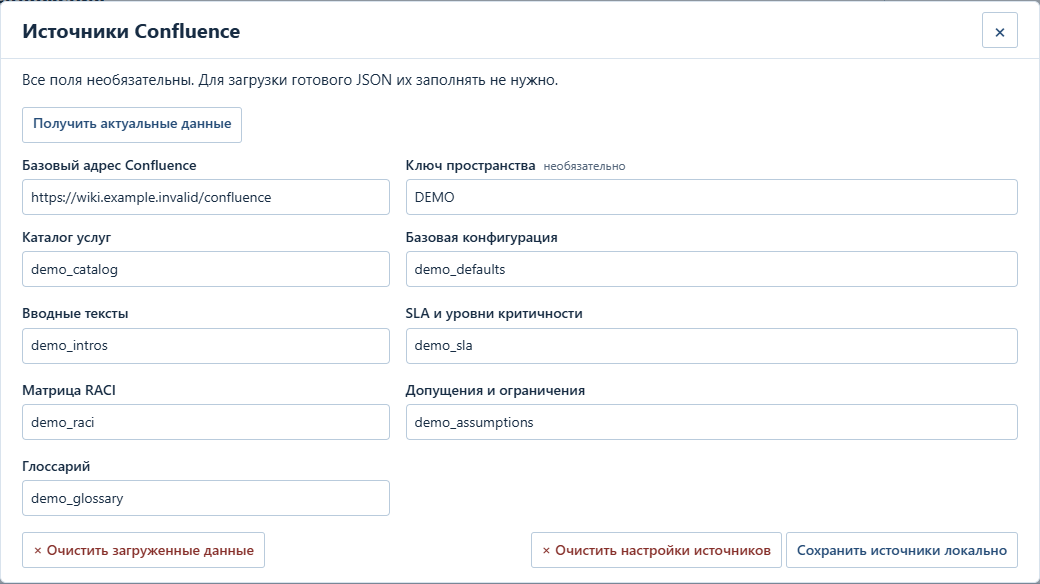 Источники Confluence
×
Все поля необязательны. Для загрузки готового JSON их заполнять не нужно.
Получить актуальные данные
Базовый адрес Confluence
Ключ пространства необязательно
https://wiki.example.invalid/confluence
DEMO
Каталог услуг
Базовая конфигурация
demo_catalog
demo_defaults
Вводные тексты
SLA и уровни критичности
demo_intros
demo_sla
Матрица RACI
Допущения и ограничения
demo_raci
demo_assumptions
Глоссарий
demo_glossary
× Очистить загруженные данные
× Очистить настройки источников
Сохранить источники локально